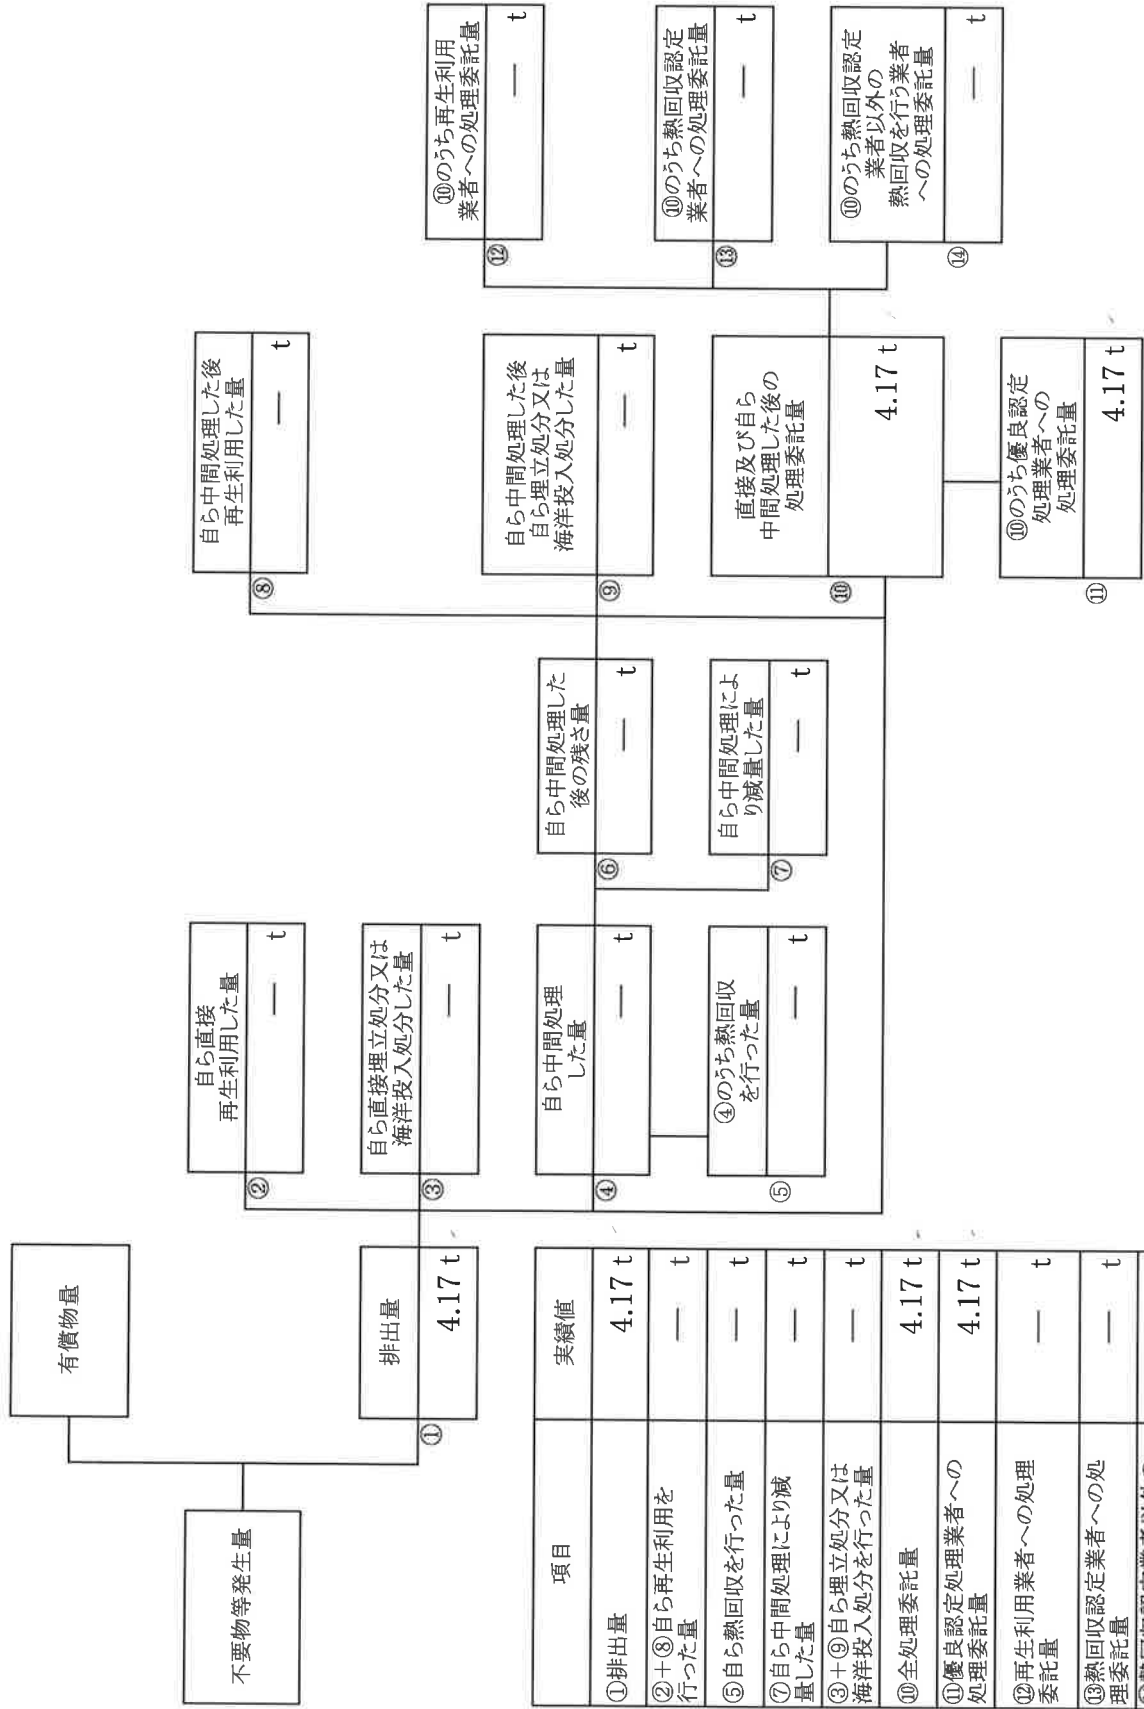 不要物等発生量
有償物量
①
排出量
4.17 t
②
自ら直接
再生利用した量
― t
③
自ら直接埋立処分又は
海洋投入処分した量
― t
④
自ら中間処理
した量
― t
⑤
④のうち熱回収
を行った量
― t
⑥
自ら中間処理した
後の残さ量
― t
⑦
自ら中間処理によ
り減量した量
― t
⑧
自ら中間処理した後
再生利用した量
― t
⑨
自ら中間処理した後
自ら埋立処分又は
海洋投入処分した量
― t
⑩
直接及び自ら
中間処理した後の
処理委託量
4.17 t
⑪
⑩のうち優良認定
処理業者への
処理委託量
4.17 t
⑫
⑩のうち再生利用
業者への処理委託量
― t
⑬
⑩のうち熱回収認定
業者への処理委託量
― t
⑭
⑩のうち熱回収認定
業者以外の
熱回収を行う業者
への処理委託量
― t
項目 実績値
①排出量 4.17 t
②+⑧自ら再生利用を
行った量 ― t
⑤自ら熱回収を行った量 ― t
⑦自ら中間処理により減
量した量 ― t
③+⑨自ら埋立処分又は
海洋投入処分を行った量 ― t
⑩全処理委託量 4.17 t
⑪優良認定処理業者への
処理委託量 4.17 t
⑫再生利用業者への処理
委託量 ― t
⑬熱回収認定業者への処
理委託量 ― t